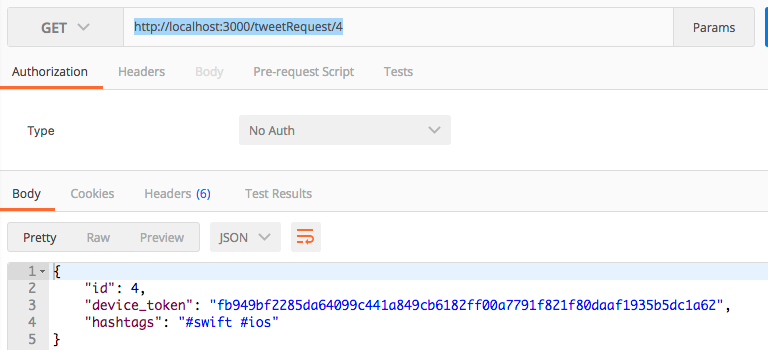 GET http://localhost:3000/tweetRequest/4 Params
Authorization Headers Body Pre-request Script Tests
Type No Auth
Body Cookies Headers (6) Test Results
Pretty Raw Preview JSON
1 {
2 "id": 4,
3 "device_token": "fb949bf2285da64099c441a849cb6182ff00a7791f821f80daaf1935b5dc1a62",
4 "hashtags": "#swift #ios"
5 }